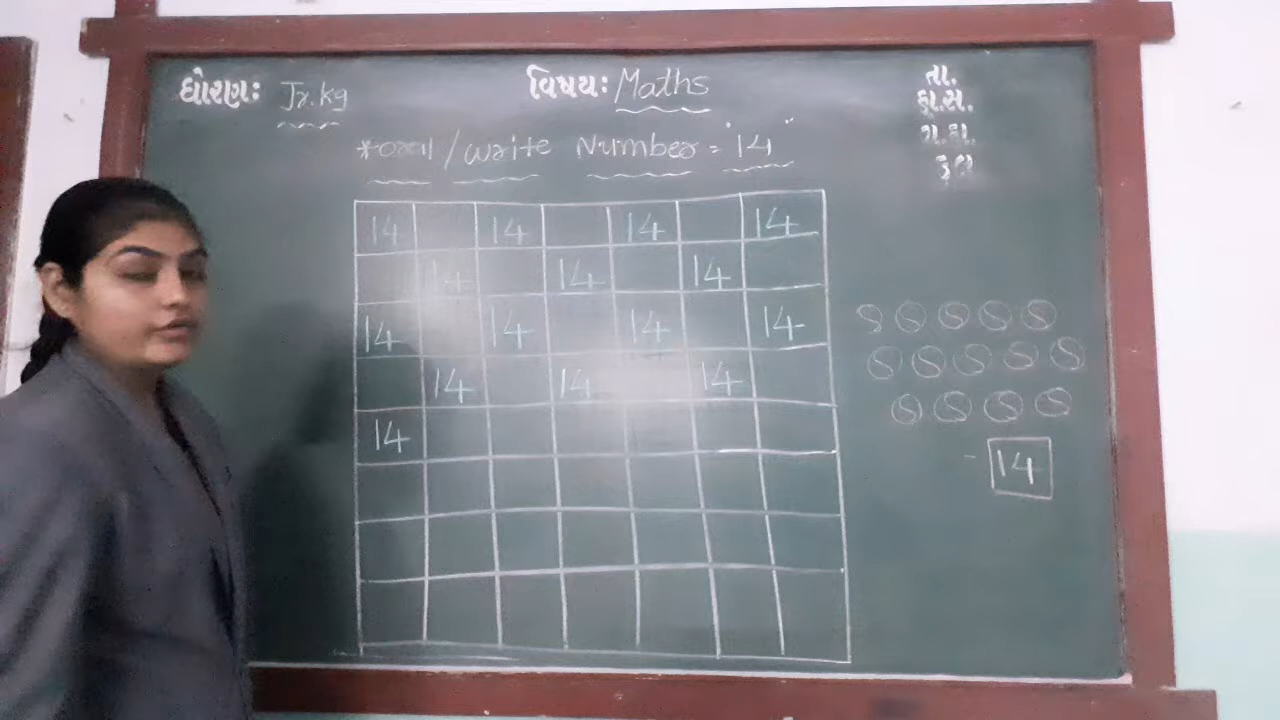 ધોરણઃ Jr.kg વિષયઃ Maths તા.
હા.સ.
ગે.હા.
કુલ
/write Number = "14"
14 14 14 14
14 14 14
14 14 14 14
14 14 14
14
14